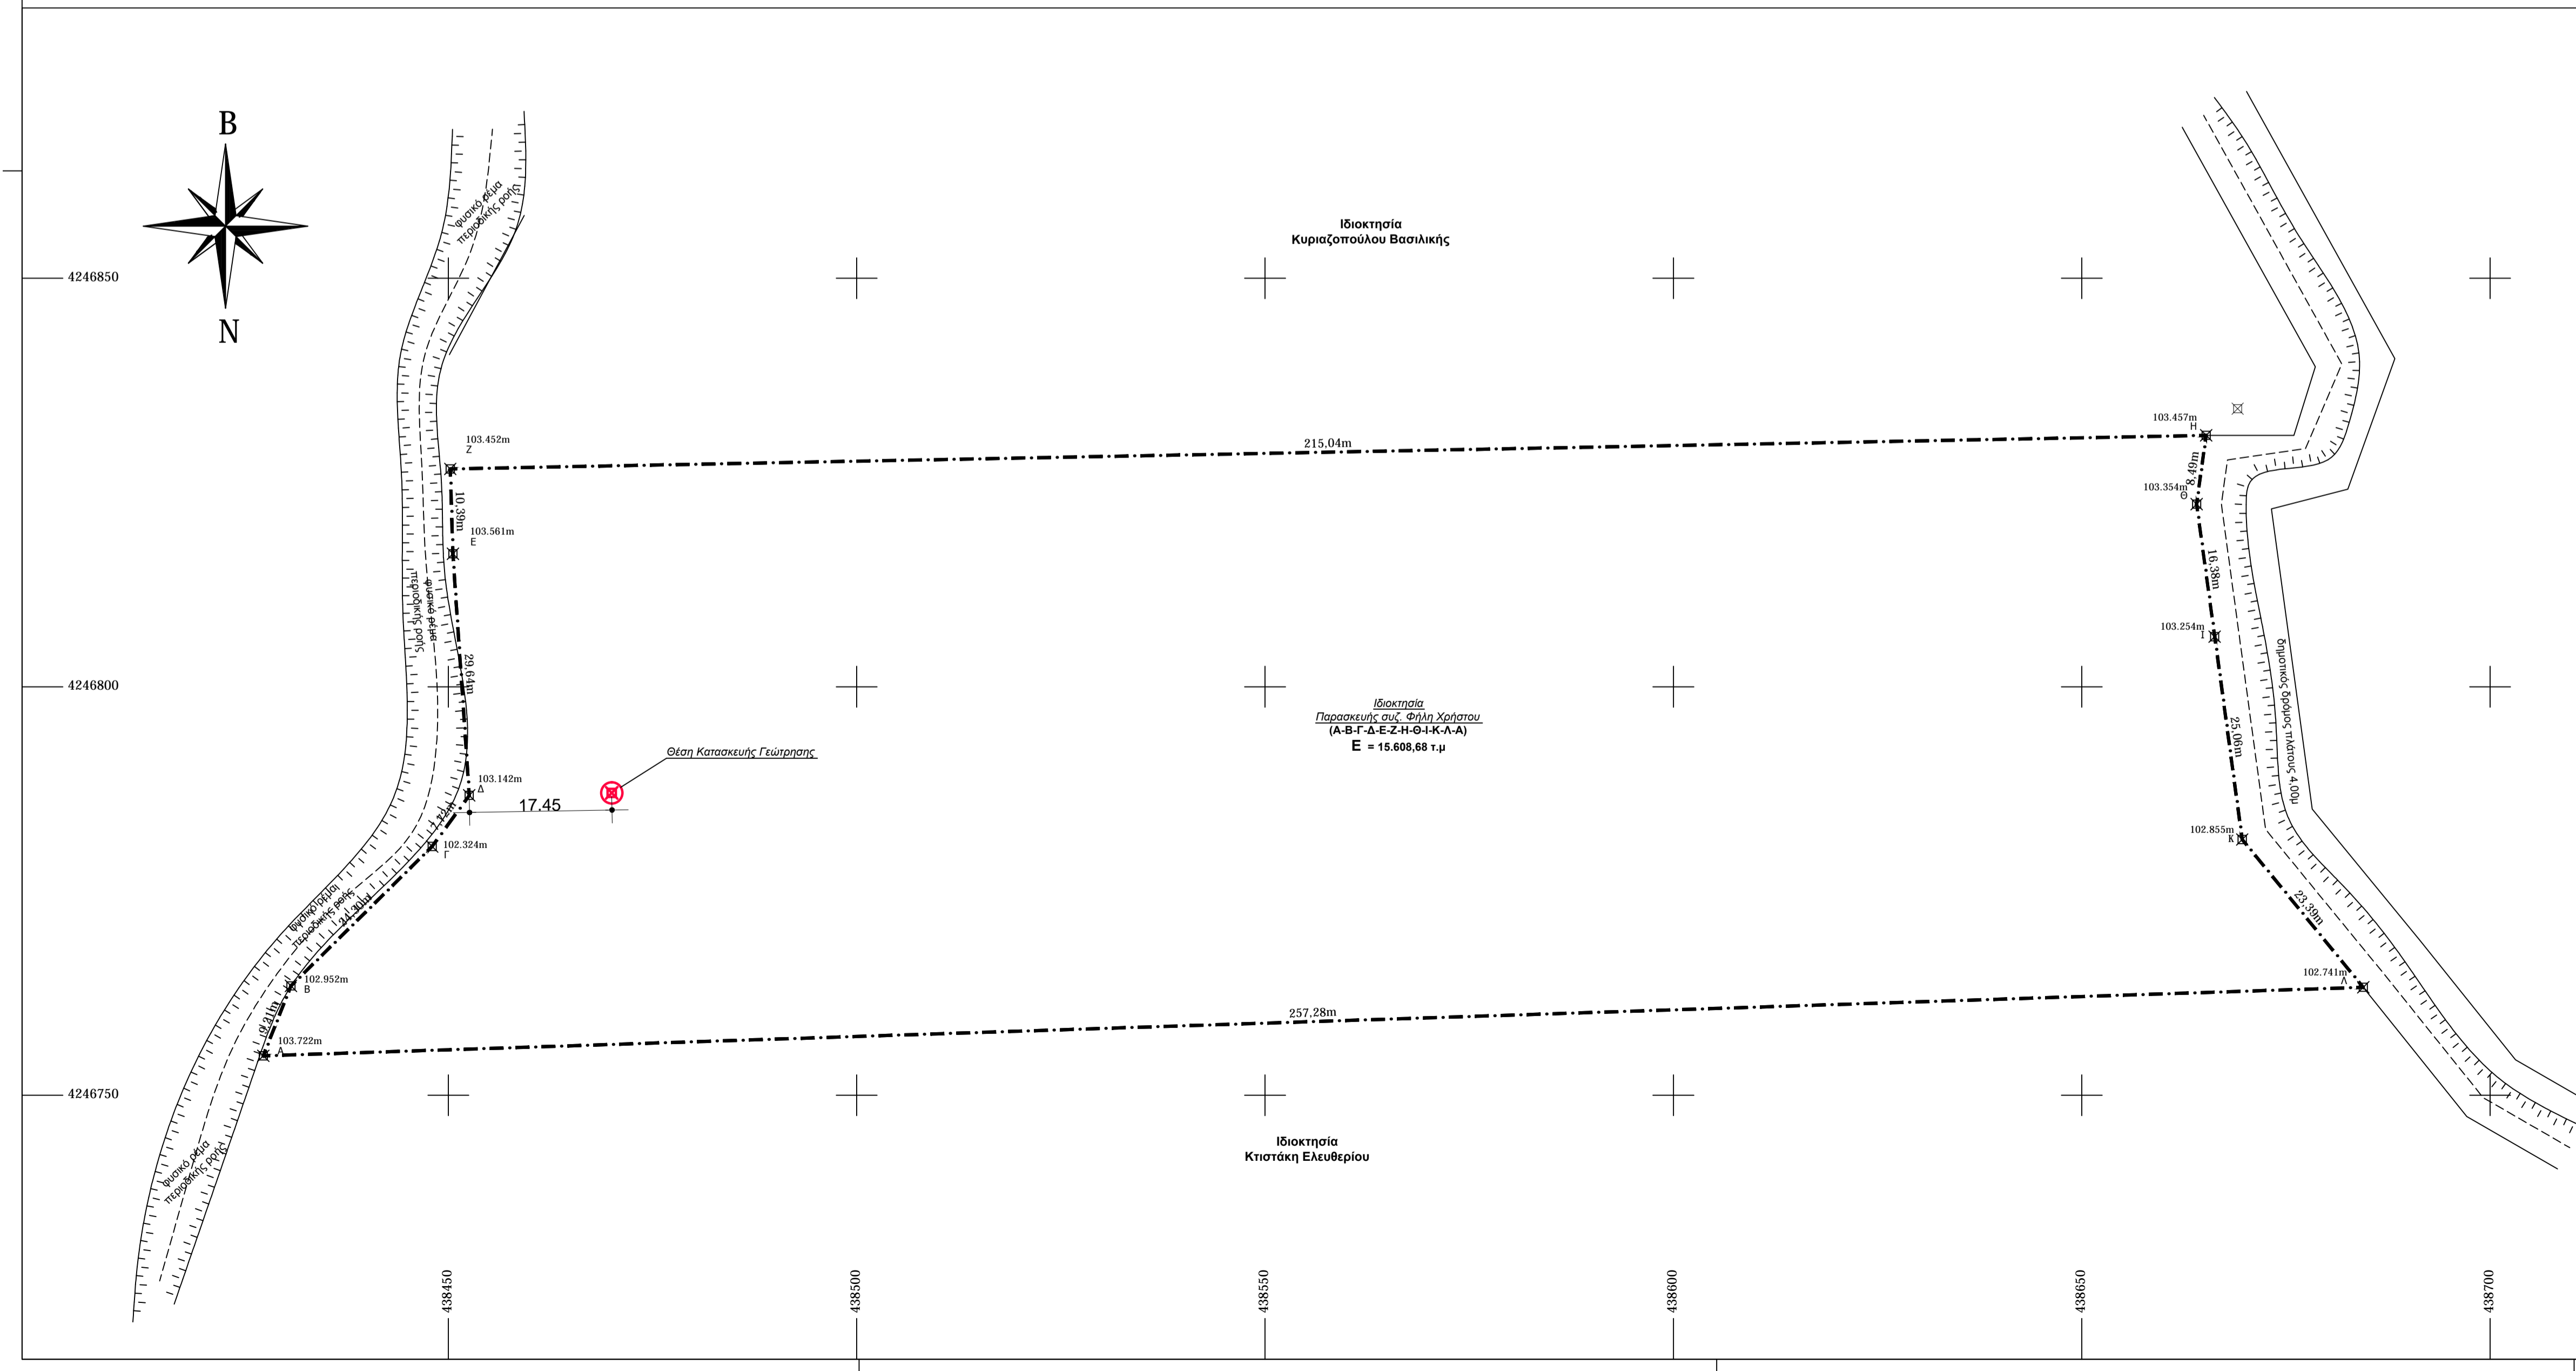 Β
Ν
4246850
4246800
4246750
438450
438500
438550
438600
438650
438700
φυσικό ρέμα
περιοδικής ροής
Ιδιοκτησία
Κυριαζοπούλου Βασιλικής
103.452m
Ζ
215,04m
103.457m
Η
8,49m
103.354m
Θ
10,39m
103.561m
Ε
16,38m
φυσικό ρέμα
περιοδικής ροής
29,64m
103.254m
Ι
δημοτικός δρόμος πλάτους 4,00μ
Ιδιοκτησία
Παρασκευής συζ. Φήλη Χρήστου
(Α-Β-Γ-Δ-Ε-Ζ-Η-Θ-Ι-Κ-Λ-Α)
Ε = 15.608,68 τ.μ
25,06m
Θέση Κατασκευής Γεώτρησης
103.142m
Δ
17.45
7,72m
102.324m
Γ
102.855m
Κ
23,39m
φυσικό ρέμα
περιοδικής ροής
24,30m
102.952m
Β
9,21m
103.722m
Α
257,28m
102.741m
Λ
φυσικό ρέμα
περιοδικής ροής
Ιδιοκτησία
Κτιστάκη Ελευθερίου